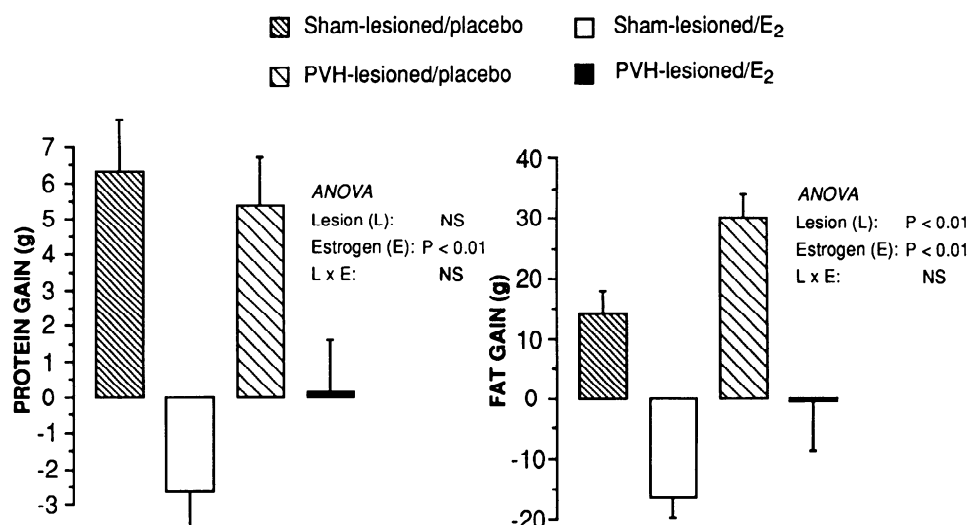 Sham-lesioned/placebo
Sham-lesioned/E2
PVH-lesioned/placebo
PVH-lesioned/E2
PROTEIN GAIN (g)
7
6
5
4
3
2
1
0
-1
-2
-3
ANOVA
Lesion (L): NS
Estrogen (E): P < 0.01
L x E: NS
FAT GAIN (g)
40
30
20
10
0
-10
-20
ANOVA
Lesion (L): P < 0.01
Estrogen (E): P < 0.01
L x E: NS